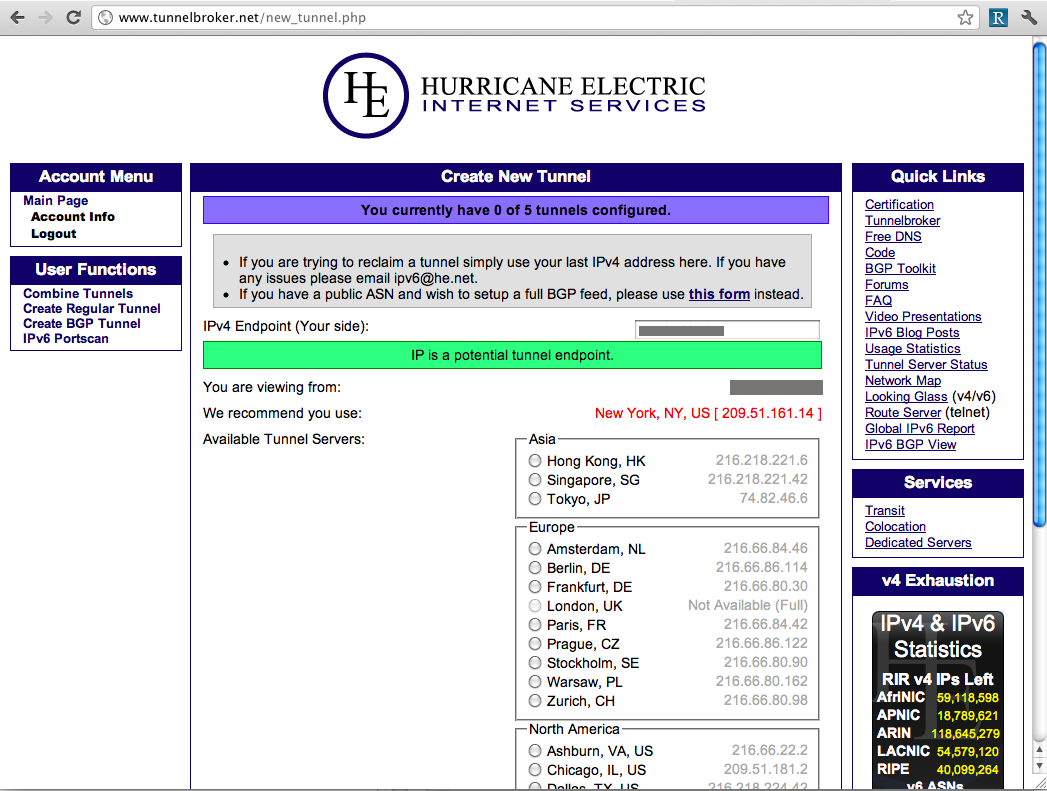 www.tunnelbroker.net/new_tunnel.php
R
HE
HURRICANE ELECTRIC
INTERNET SERVICES
Account Menu
Main Page
Account Info
Logout
User Functions
Combine Tunnels
Create Regular Tunnel
Create BGP Tunnel
IPv6 Portscan
Create New Tunnel
You currently have 0 of 5 tunnels configured.
• If you are trying to reclaim a tunnel simply use your last IPv4 address here. If you have
any issues please email ipv6@he.net.
• If you have a public ASN and wish to setup a full BGP feed, please use this form instead.
IPv4 Endpoint (Your side):
IP is a potential tunnel endpoint.
You are viewing from:
We recommend you use: New York, NY, US [ 209.51.161.14 ]
Available Tunnel Servers:
Asia
Hong Kong, HK 216.218.221.6
Singapore, SG 216.218.221.42
Tokyo, JP 74.82.46.6
Europe
Amsterdam, NL 216.66.84.46
Berlin, DE 216.66.86.114
Frankfurt, DE 216.66.80.30
London, UK Not Available (Full)
Paris, FR 216.66.84.42
Prague, CZ 216.66.86.122
Stockholm, SE 216.66.80.90
Warsaw, PL 216.66.80.162
Zurich, CH 216.66.80.98
North America
Ashburn, VA, US 216.66.22.2
Chicago, IL, US 209.51.181.2
Dallas, TX, US 216.218.224.42
Quick Links
Certification
Tunnelbroker
Free DNS
Code
BGP Toolkit
Forums
FAQ
Video Presentations
IPv6 Blog Posts
Usage Statistics
Tunnel Server Status
Network Map
Looking Glass (v4/v6)
Route Server (telnet)
Global IPv6 Report
IPv6 BGP View
Services
Transit
Colocation
Dedicated Servers
v4 Exhaustion
IPv4 & IPv6
Statistics
RIR v4 IPs Left
AfriNIC 59,118,598
APNIC 18,789,621
ARIN 118,645,279
LACNIC 54,579,120
RIPE 40,099,264
v6 ASNs